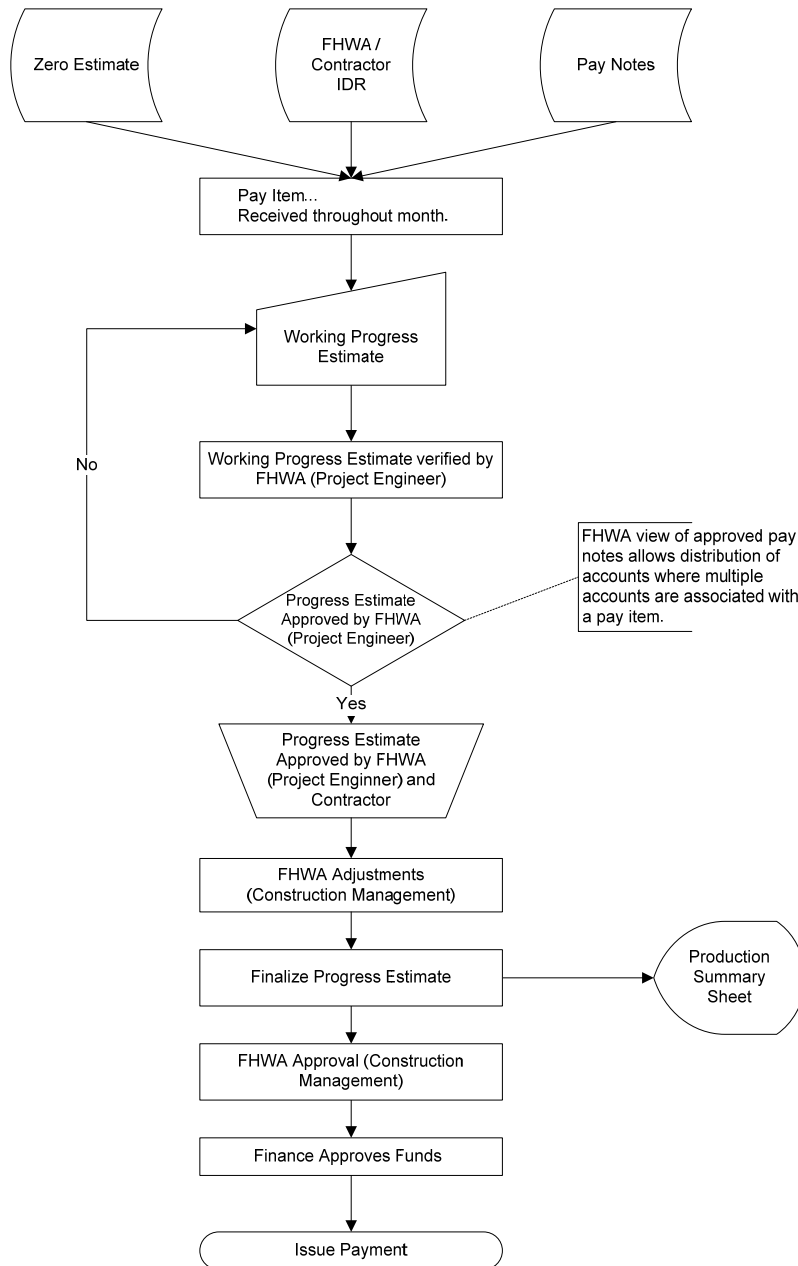 Zero Estimate
FHWA /
Contractor
IDR
Pay Notes
Pay Item...
Received throughout month.
Working Progress
Estimate
No
Working Progress Estimate verified by
FHWA (Project Engineer)
FHWA view of approved pay
notes allows distribution of
accounts where multiple
accounts are associated with
a pay item.
Progress Estimate
Approved by FHWA
(Project Engineer)
Yes
Progress Estimate
Approved by FHWA
(Project Enginner) and
Contractor
FHWA Adjustments
(Construction Management)
Finalize Progress Estimate
Production
Summary
Sheet
FHWA Approval (Construction
Management)
Finance Approves Funds
Issue Payment